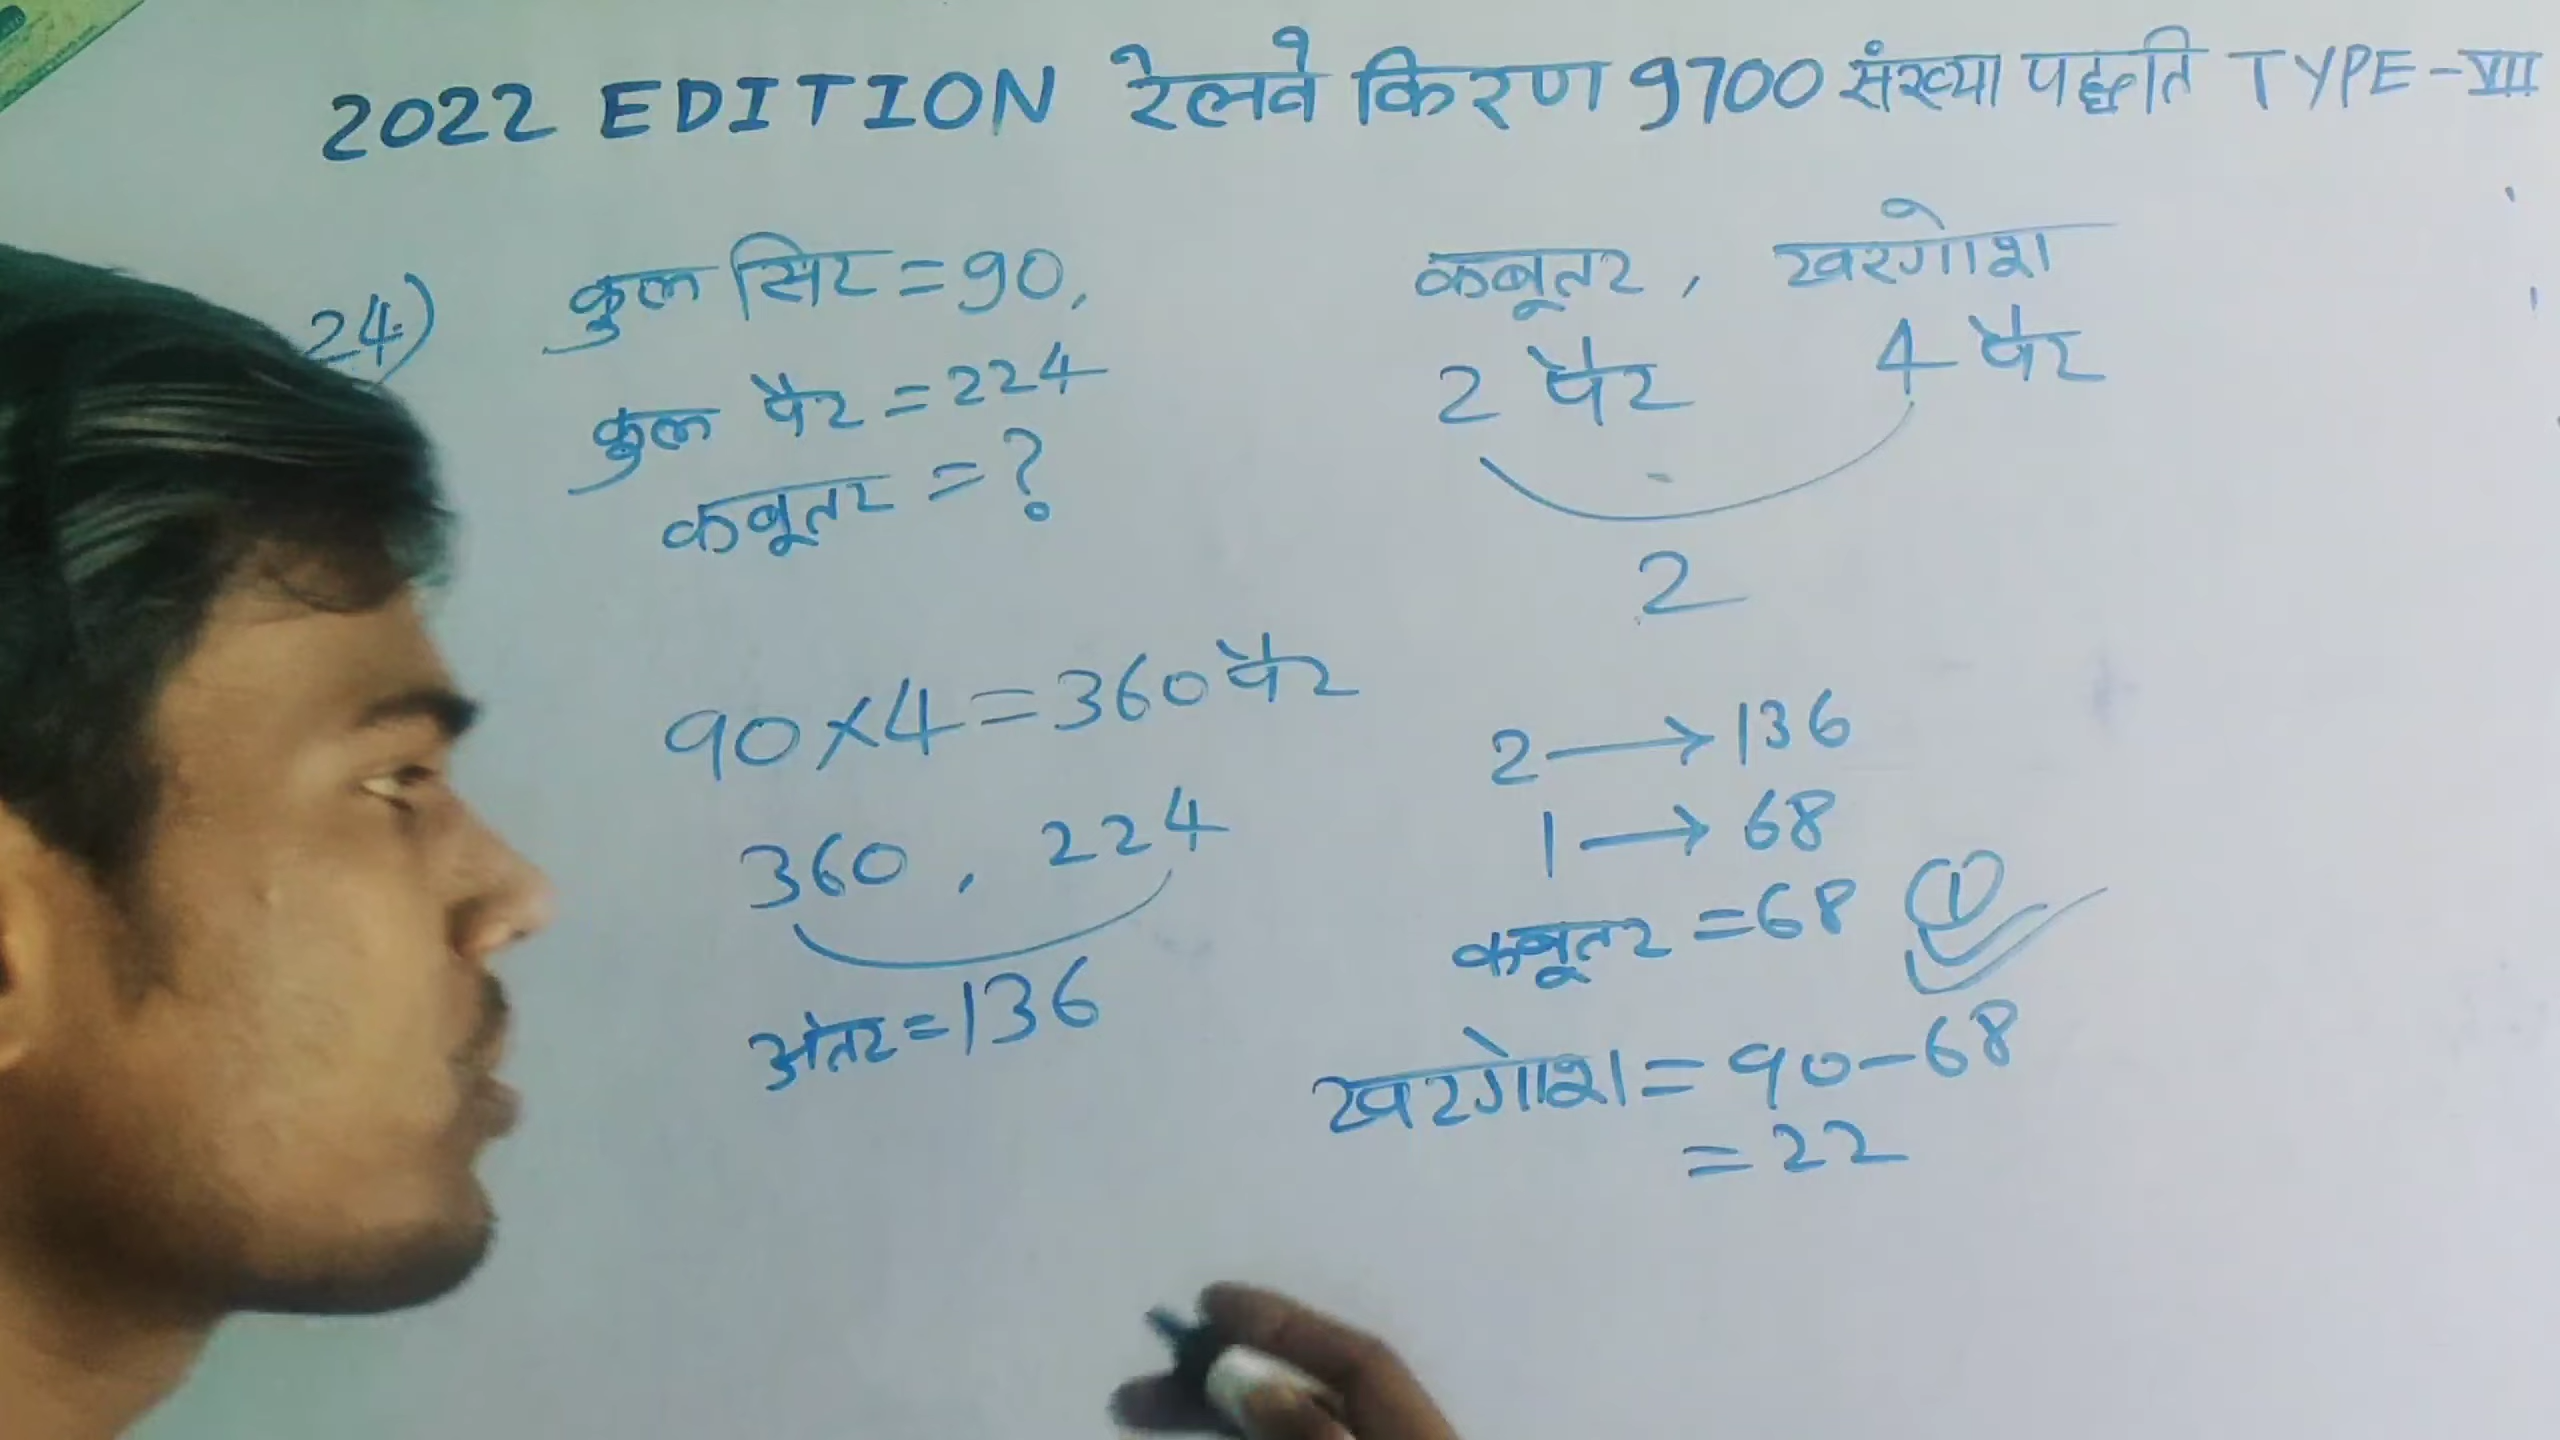 2022 EDITION रेलवे किरण 9700 संख्या पद्धति TYPE-VII
24) कुल सिर = 90,
कुल पैर = 224
कबूतर = ?
कबूतर, खरगोश
2 पैर 4 पैर
2
90×4=360 पैर
360, 224
अंतर=136
2→136
1→68
कबूतर =68 ①
खरगोश=90-68
=22